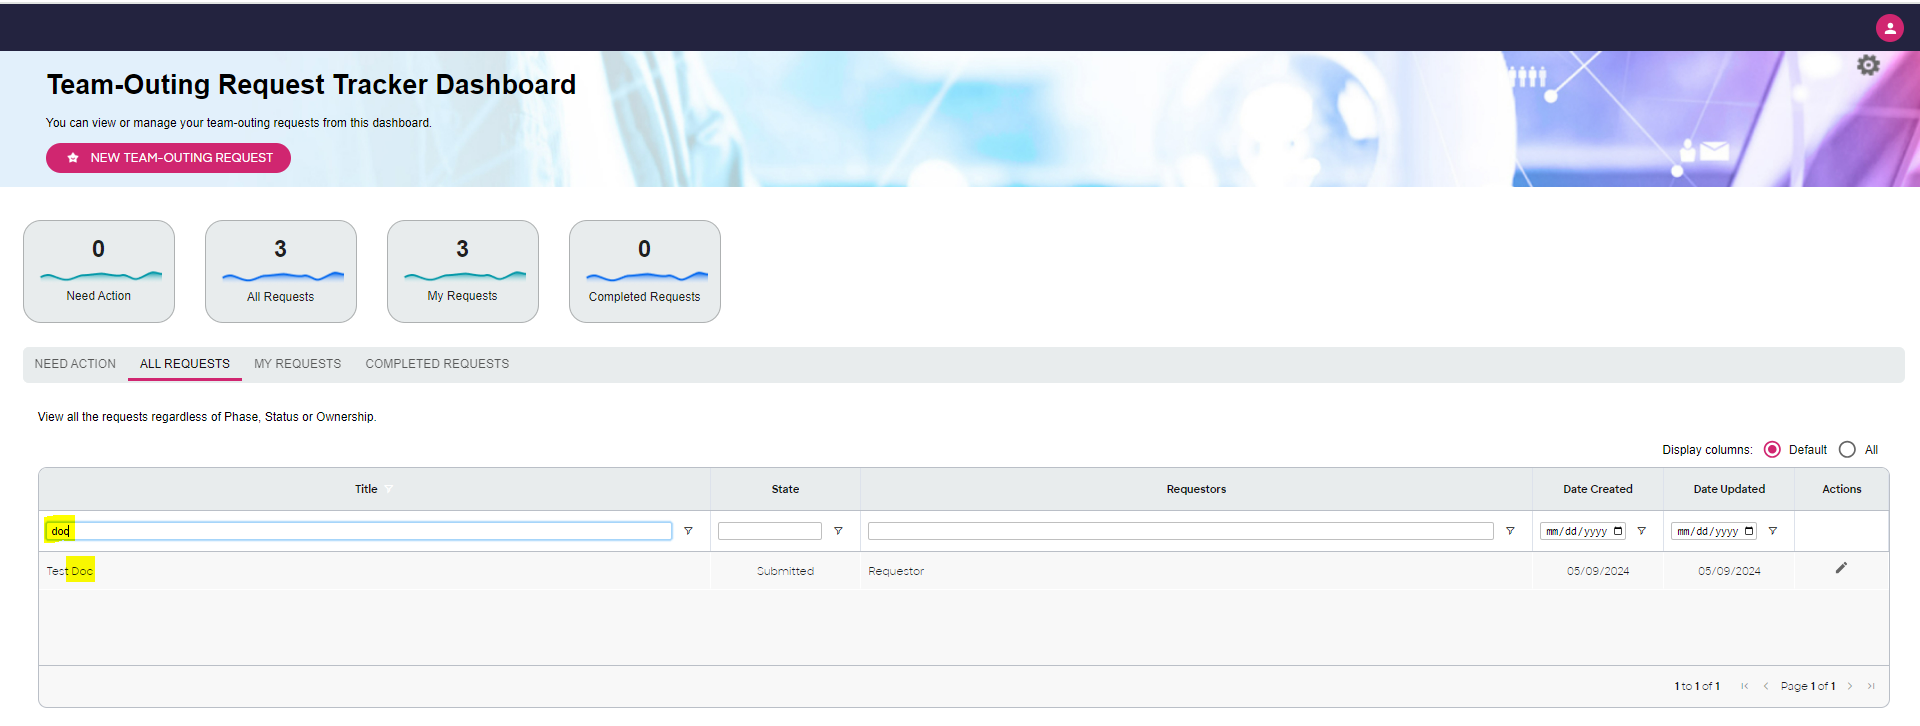 Team-Outing Request Tracker Dashboard
You can view or manage your team-outing requests from this dashboard.
NEW TEAM-OUTING REQUEST
0
3
3
0
Need Action
All Requests
My Requests
Completed Requests
NEED ACTION ALL REQUESTS MY REQUESTS COMPLETED REQUESTS
View all the requests regardless of Phase, Status or Ownership.
Display columns: Default All
Title State Requestors Date Created Date Updated Actions
doc mm/dd/yyyy mm/dd/yyyy
Test Doc Submitted Requestor 05/09/2024 05/09/2024
1 to 1 of 1 Page 1 of 1